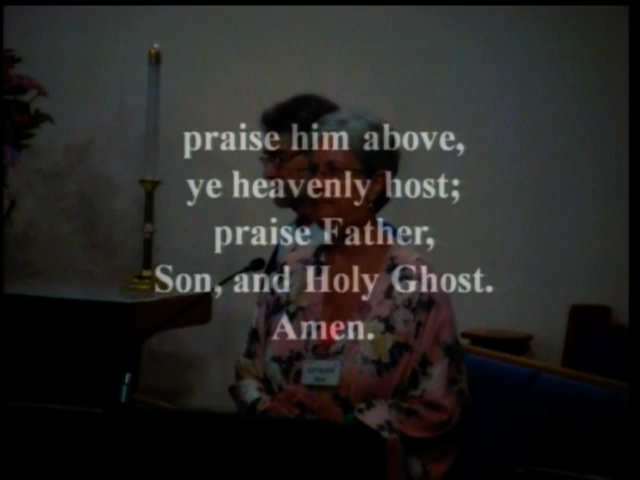 praise him above,
ye heavenly host;
praise Father,
Son, and Holy Ghost.
Amen.